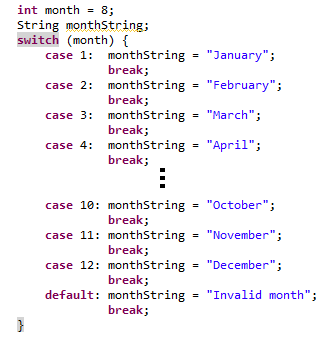 int month = 8;
String monthString;
switch (month) {
    case 1:  monthString = "January";
             break;
    case 2:  monthString = "February";
             break;
    case 3:  monthString = "March";
             break;
    case 4:  monthString = "April";
             break;
    case 10: monthString = "October";
             break;
    case 11: monthString = "November";
             break;
    case 12: monthString = "December";
             break;
    default: monthString = "Invalid month";
             break;
}